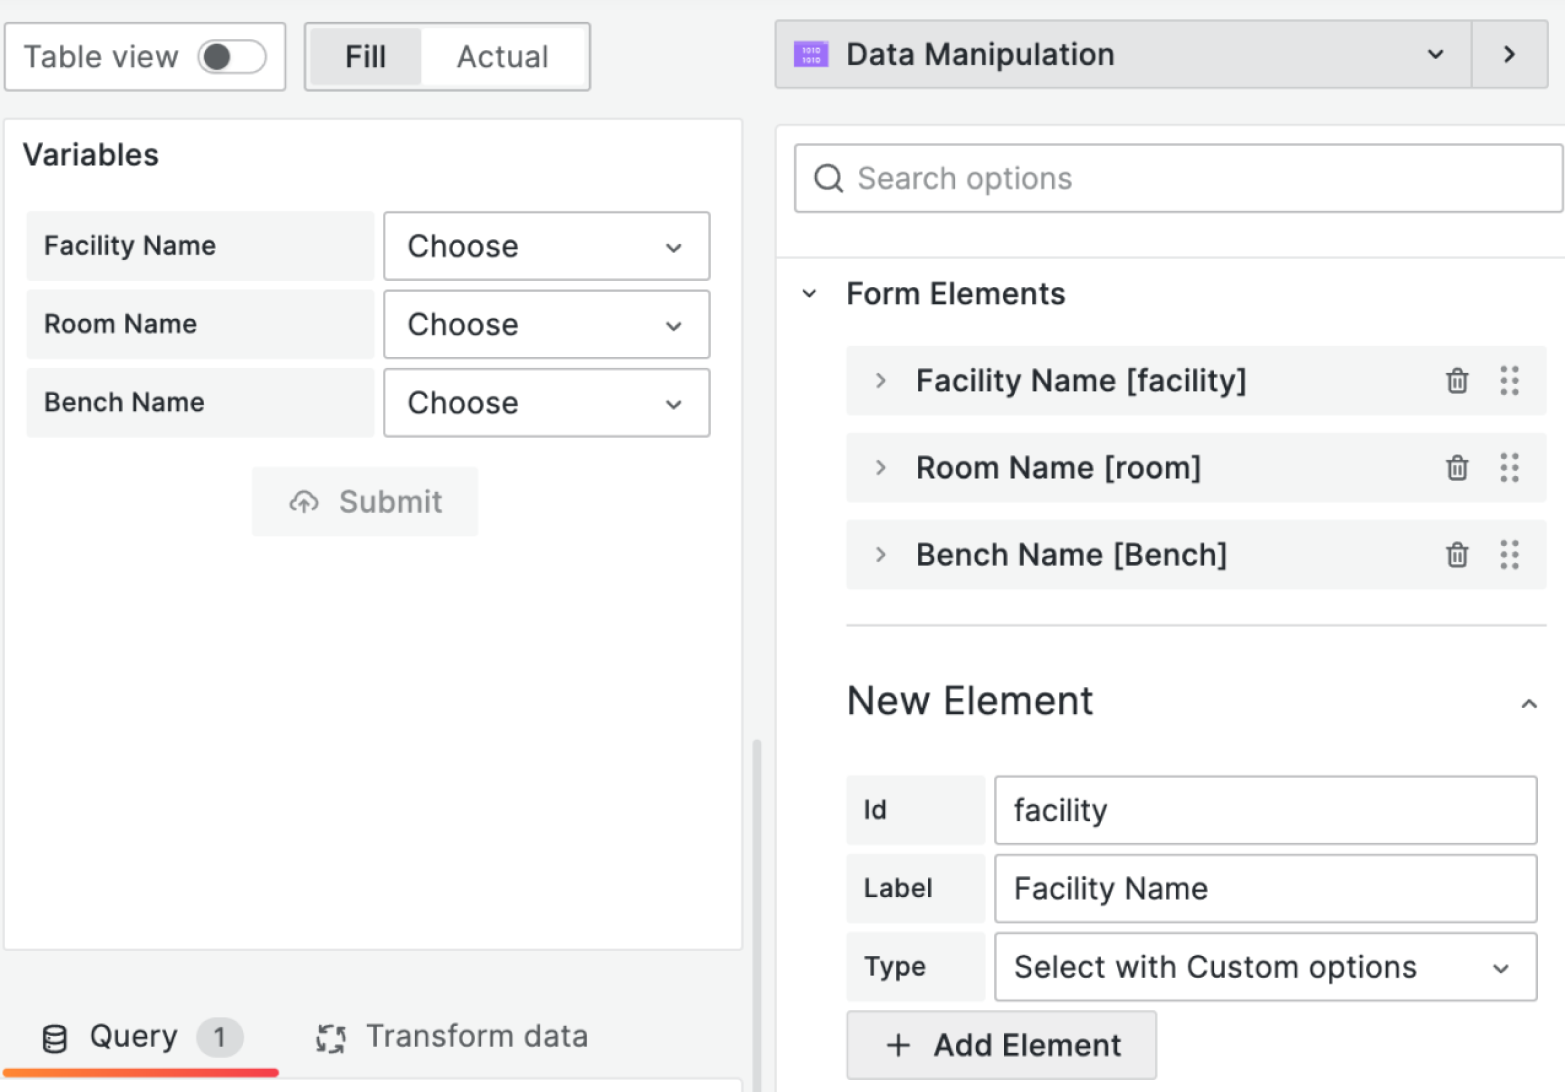 Table view
Fill
Actual
Variables
Facility Name
Choose
Room Name
Choose
Bench Name
Choose
Submit
Query 1
Transform data
1010
1010
Data Manipulation
Search options
Form Elements
Facility Name [facility]
Room Name [room]
Bench Name [Bench]
New Element
Id
facility
Label
Facility Name
Type
Select with Custom options
+ Add Element